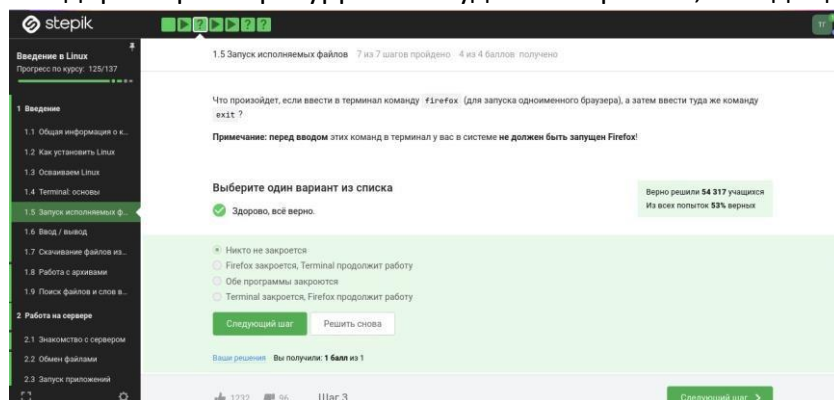 stepik
Введение в Linux
Прогресс по курсу: 125/137
1 Введение
1.1 Общая информация о к...
1.2 Как установить Linux
1.3 Осваиваем Linux
1.4 Terminal: основы
1.5 Запуск исполняемых ф...
1.6 Ввод / вывод
1.7 Скачивание файлов из...
1.8 Работа с архивами
1.9 Поиск файлов и слов в...
2 Работа на сервере
2.1 Знакомство с сервером
2.2 Обмен файлами
2.3 Запуск приложений
1.5 Запуск исполняемых файлов 7 из 7 шагов пройдено 4 из 4 баллов получено
Что произойдет, если ввести в терминал команду firefox (для запуска одноименного браузера), а затем ввести туда же команду
exit ?
Примечание: перед вводом этих команд в терминал у вас в системе не должен быть запущен Firefox!
Выберите один вариант из списка
Здорово, всё верно.
Верно решили 54 317 учащихся
Из всех попыток 53% верных
Никто не закроется
Firefox закроется, Terminal продолжит работу
Обе программы закроются
Terminal закроется, Firefox продолжит работу
Следующий шаг Решить снова
Ваши решения Вы получили: 1 балл из 1
1232 96 Шаг 3
Следующий шаг